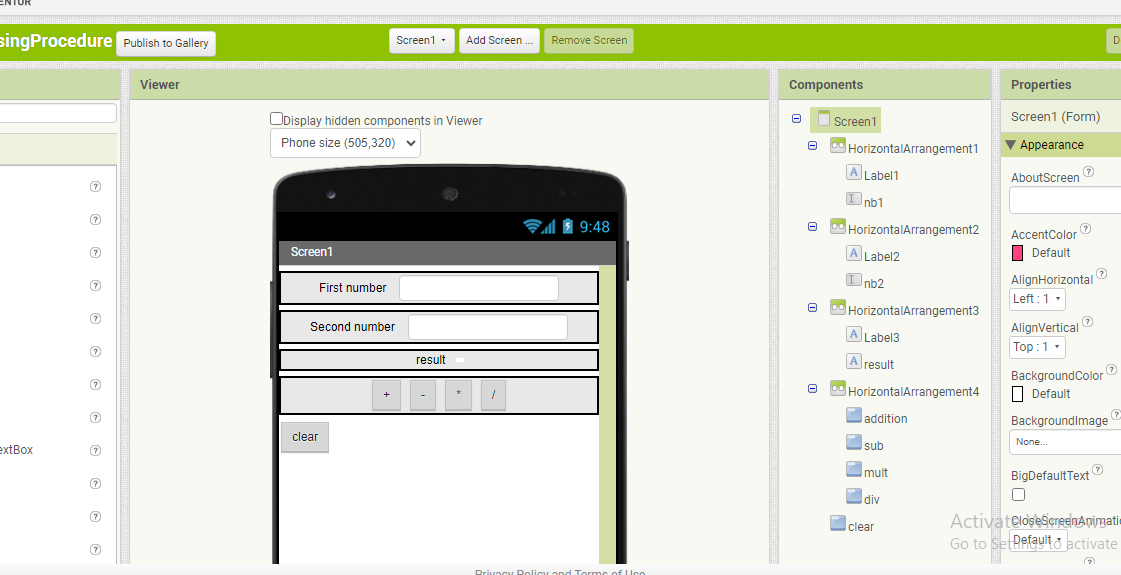 ENTOR
singProcedure
Publish to Gallery
Screen1
Add Screen ...
Remove Screen
D
Viewer
Components
Properties
Display hidden components in Viewer
Phone size (505,320)
9:48
Screen1
First number
Second number
result
+
-
*
/
clear
extBox
Screen1
HorizontalArrangement1
Label1
nb1
HorizontalArrangement2
Label2
nb2
HorizontalArrangement3
Label3
result
HorizontalArrangement4
addition
sub
mult
div
clear
Screen1 (Form)
Appearance
AboutScreen
AccentColor
Default
AlignHorizontal
Left : 1
AlignVertical
Top : 1
BackgroundColor
Default
BackgroundImage
None...
BigDefaultText
CloseScreenAnimatio
Default
Activate Windows
Go to Settings to activate
Privacy Policy and Terms of Use